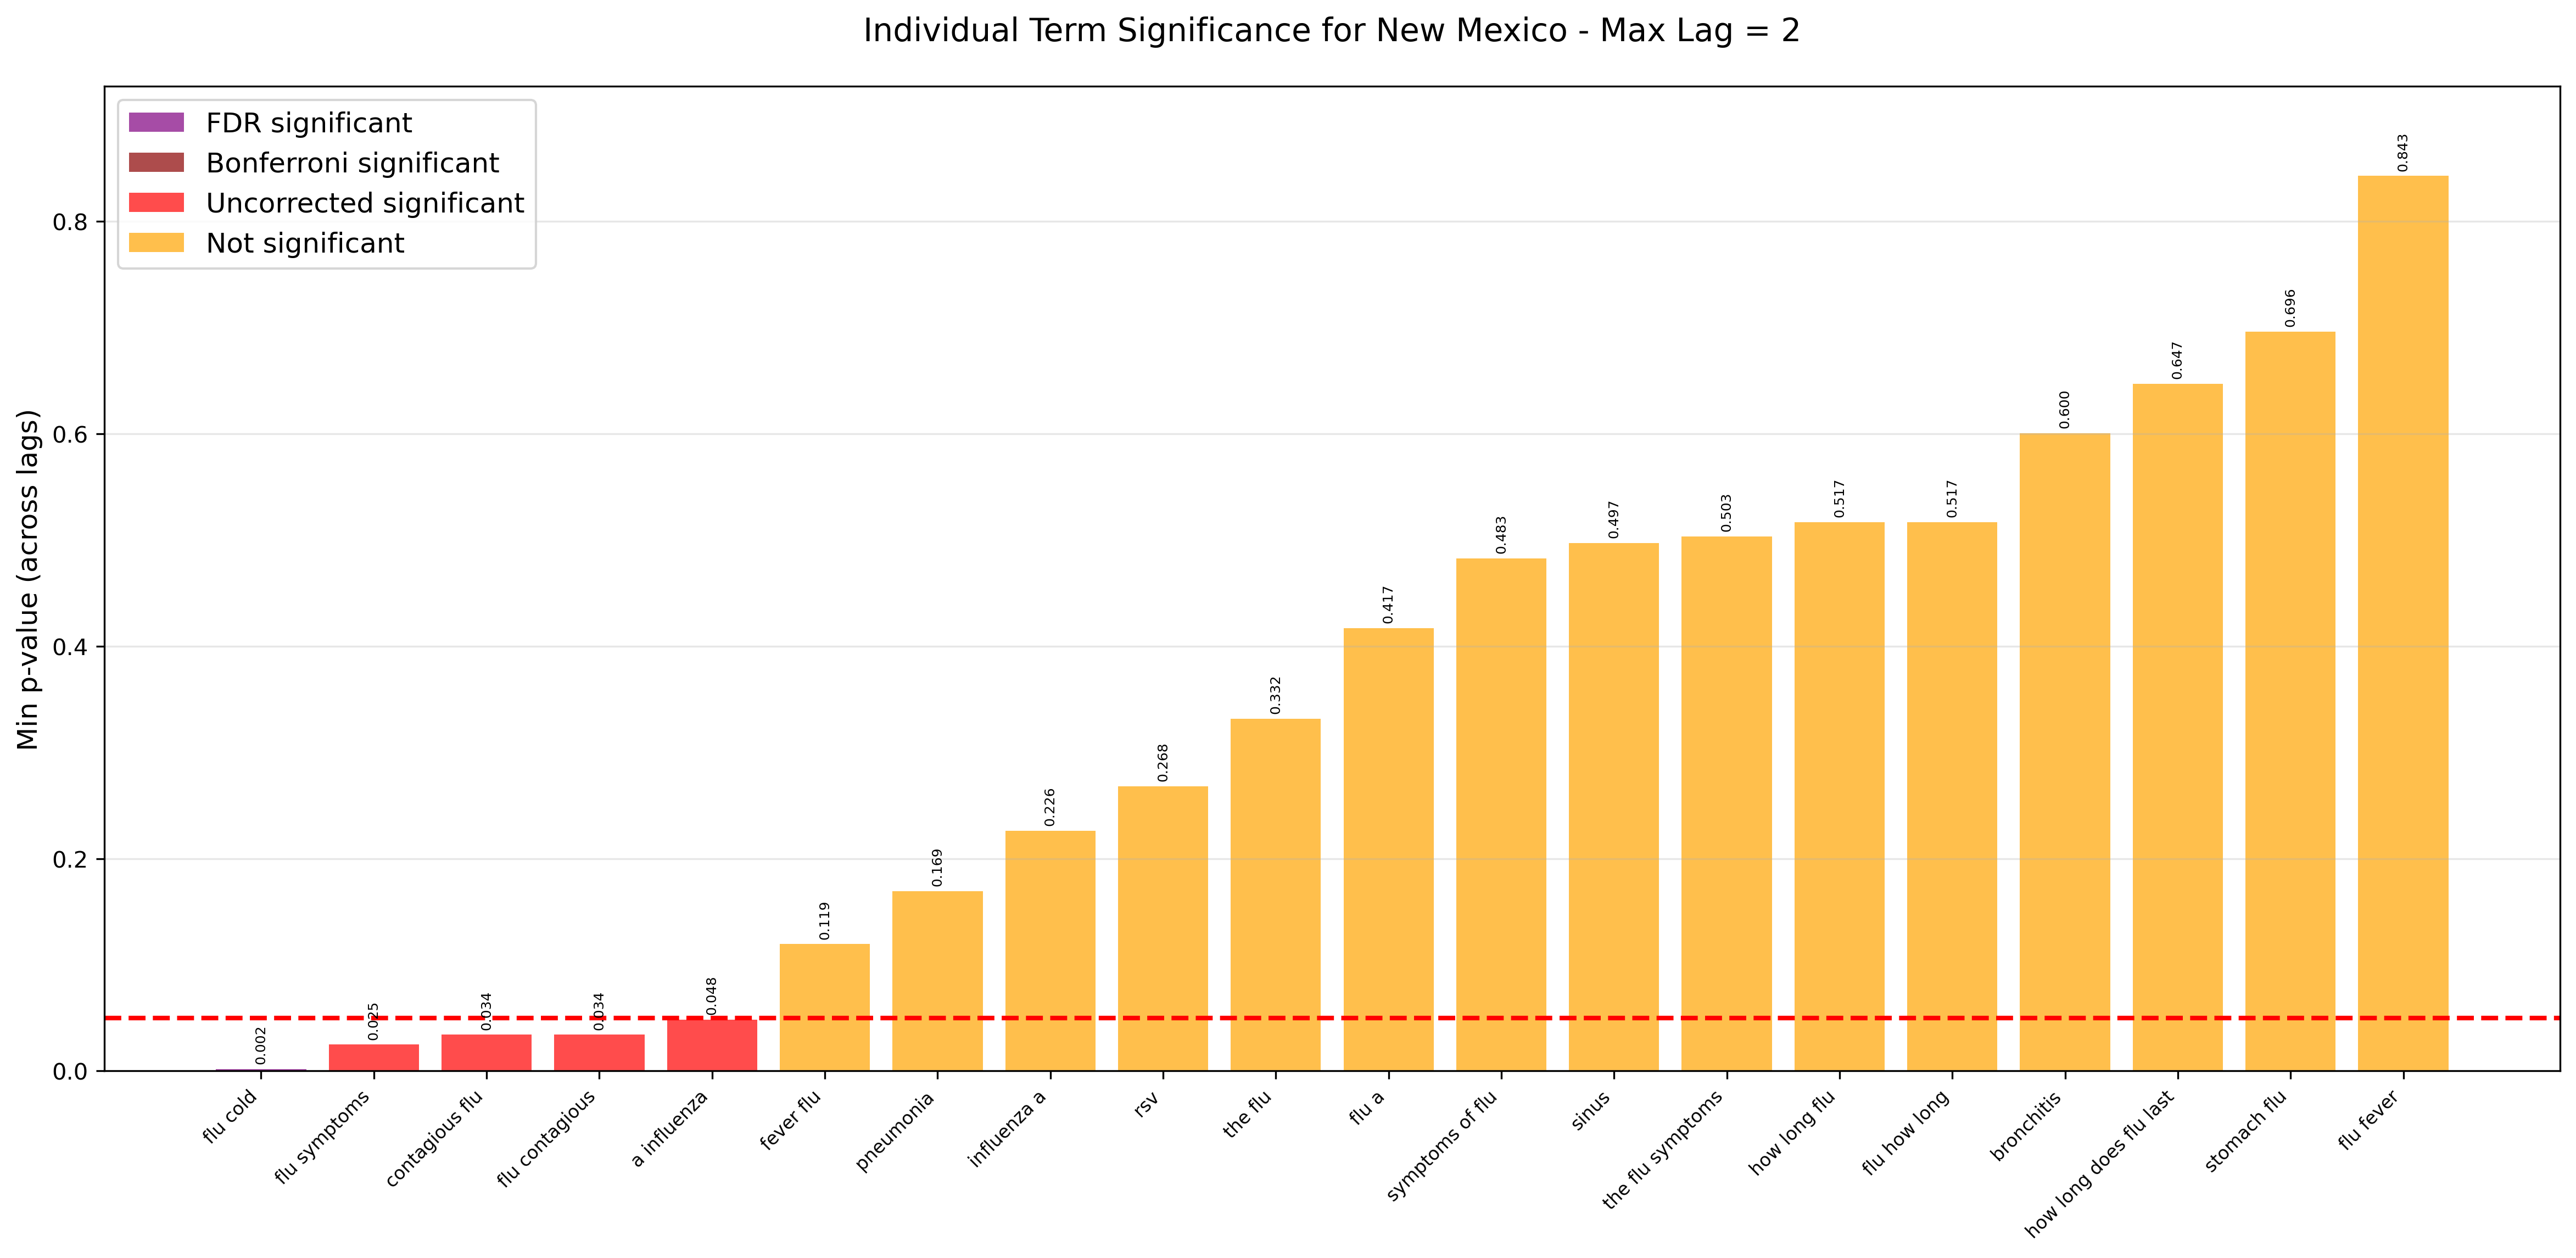 Individual Term Significance for New Mexico - Max Lag = 2
FDR significant
Bonferroni significant
Uncorrected significant
Not significant
Min p-value (across lags)
0.8
0.6
0.4
0.2
0.0
0.002
0.025
0.034
0.034
0.048
0.119
0.169
0.226
0.268
0.332
0.417
0.483
0.497
0.503
0.517
0.517
0.600
0.647
0.696
0.843
flu cold
flu symptoms
contagious flu
flu contagious
a influenza
fever flu
pneumonia
influenza a
rsv
the flu
flu a
symptoms of flu
sinus
the flu symptoms
how long flu
flu how long
bronchitis
how long does flu last
stomach flu
flu fever